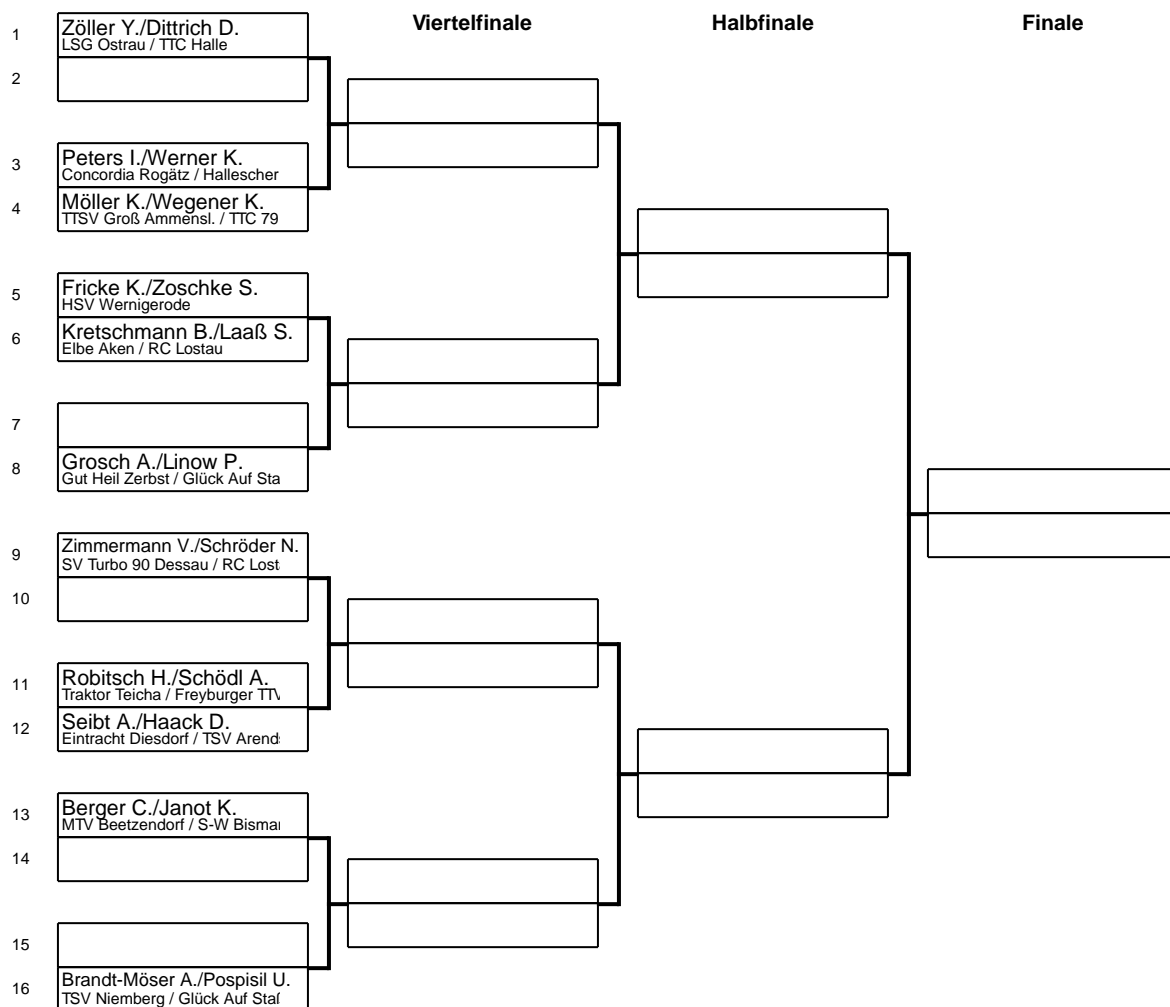 Viertelfinale Halbfinale Finale
1 Zöller Y./Dittrich D.
LSG Ostrau / TTC Halle
2
3 Peters I./Werner K.
Concordia Rogätz / Hallescher
4 Möller K./Wegener K.
TTSV Groß Ammensl. / TTC 79
5 Fricke K./Zoschke S.
HSV Wernigerode
6 Kretschmann B./Laaß S.
Elbe Aken / RC Lostau
7
8 Grosch A./Linow P.
Gut Heil Zerbst / Glück Auf Sta
9 Zimmermann V./Schröder N.
SV Turbo 90 Dessau / RC Lost
10
11 Robitsch H./Schödl A.
Traktor Teicha / Freyburger TTV
12 Seibt A./Haack D.
Eintracht Diesdorf / TSV Arends
13 Berger C./Janot K.
MTV Beetzendorf / S-W Bismar
14
15
16 Brandt-Möser A./Pospisil U.
TSV Niemberg / Glück Auf Staß